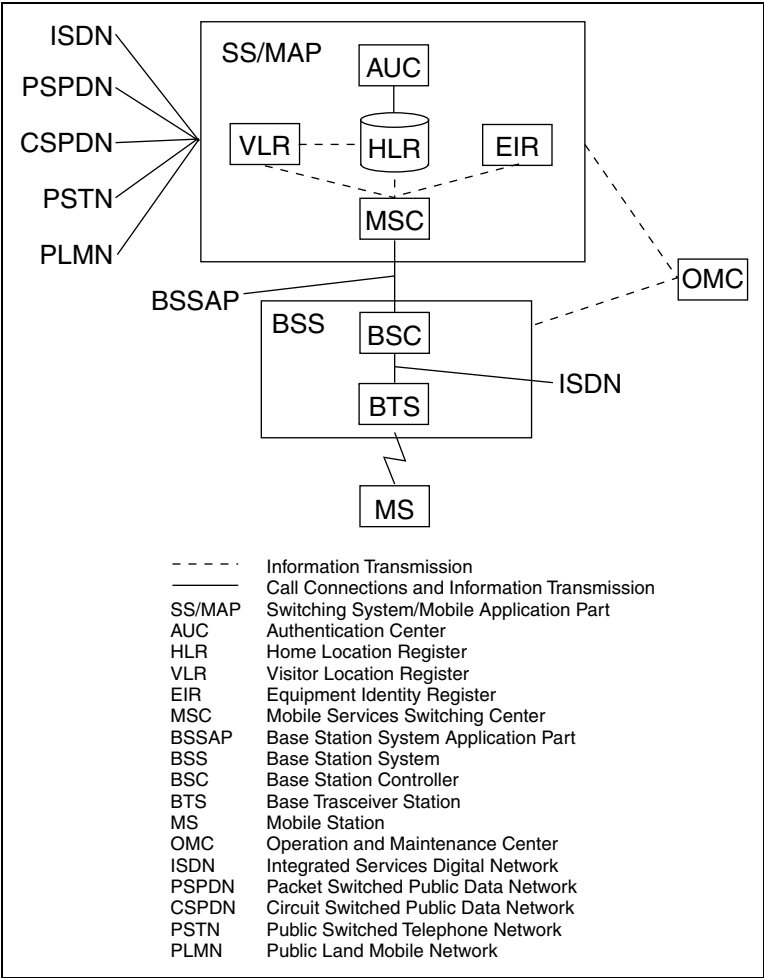 ISDN
PSPDN
CSPDN
PSTN
PLMN
SS/MAP
AUC
VLR
HLR
EIR
MSC
OMC
BSSAP
BSS
BSC
ISDN
BTS
MS
Information Transmission
Call Connections and Information Transmission
SS/MAP Switching System/Mobile Application Part
AUC Authentication Center
HLR Home Location Register
VLR Visitor Location Register
EIR Equipment Identity Register
MSC Mobile Services Switching Center
BSSAP Base Station System Application Part
BSS Base Station System
BSC Base Station Controller
BTS Base Trasceiver Station
MS Mobile Station
OMC Operation and Maintenance Center
ISDN Integrated Services Digital Network
PSPDN Packet Switched Public Data Network
CSPDN Circuit Switched Public Data Network
PSTN Public Switched Telephone Network
PLMN Public Land Mobile Network